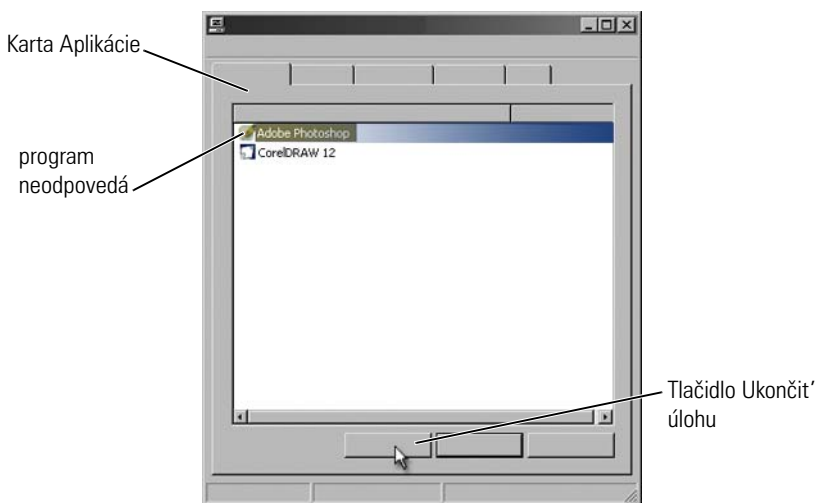 Karta Aplikácie
Adobe Photoshop
CorelDRAW 12
program
neodpovedá
Tlačidlo Ukončiť
úlohu